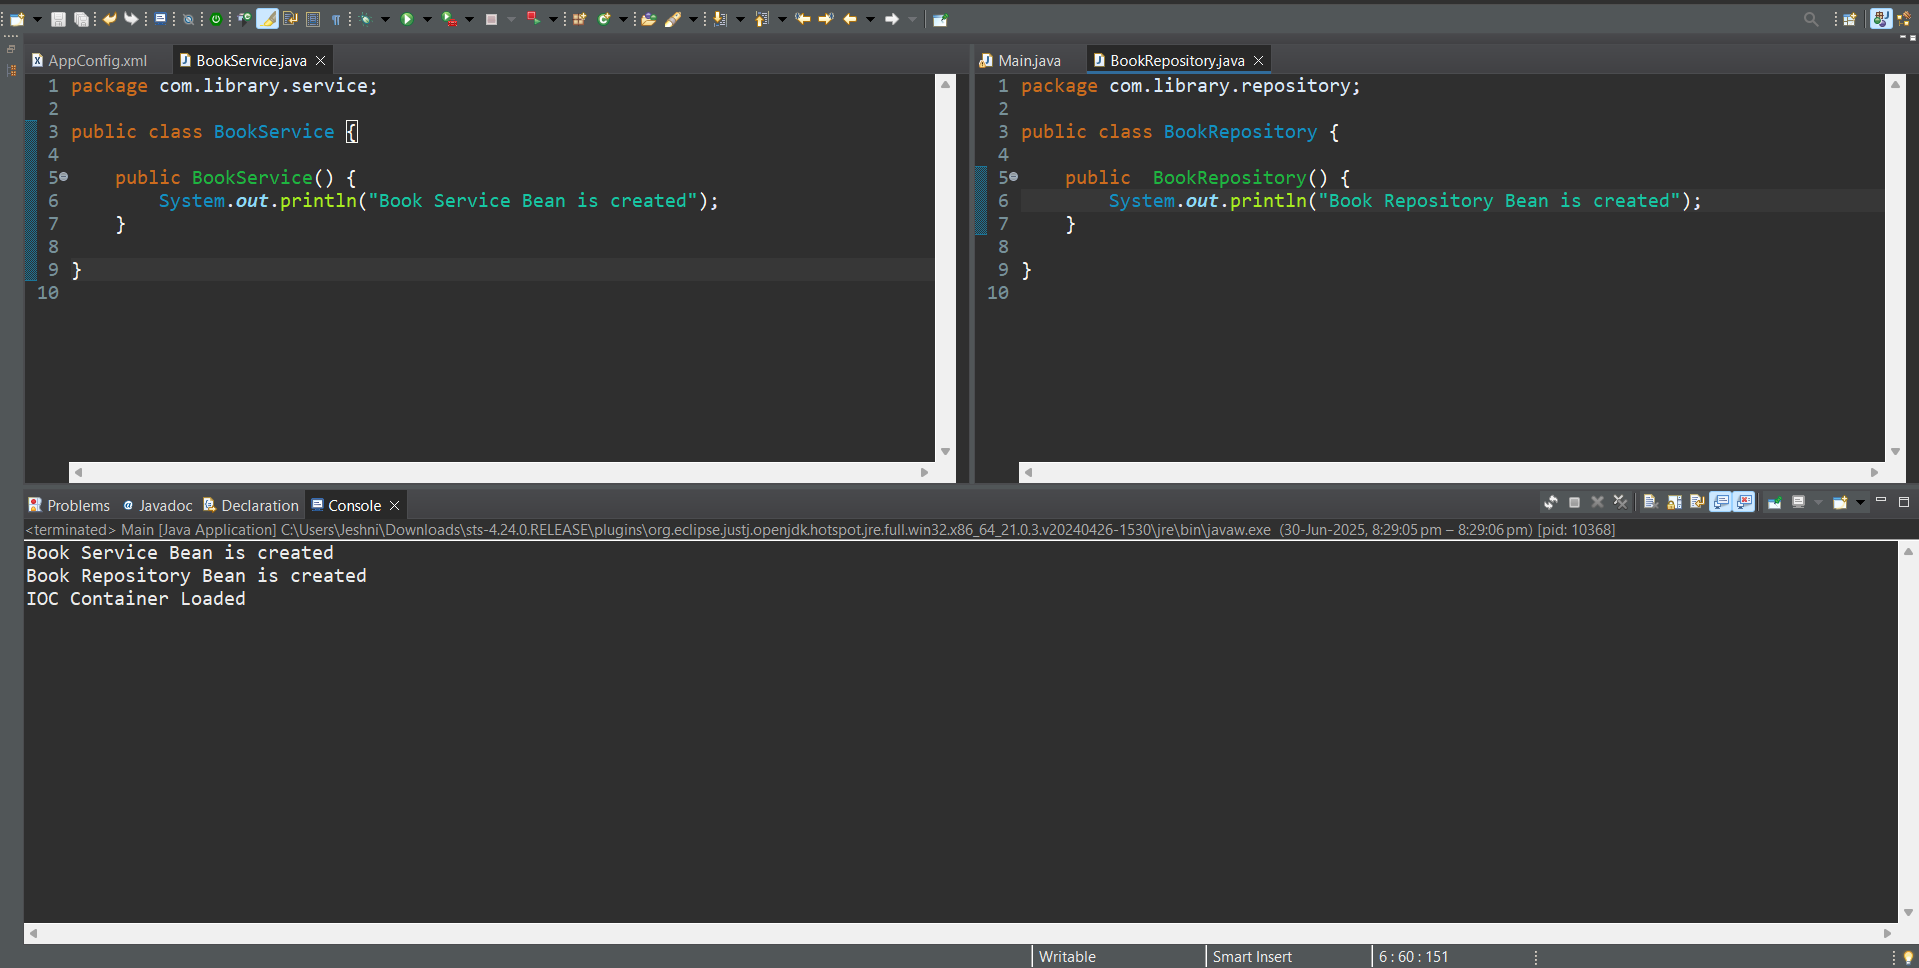 AppConfig.xml
BookService.java
1 package com.library.service;
2
3 public class BookService {
4
5     public BookService() {
6         System.out.println("Book Service Bean is created");
7     }
8
9 }
10
Main.java
BookRepository.java
1 package com.library.repository;
2
3 public class BookRepository {
4
5     public  BookRepository() {
6         System.out.println("Book Repository Bean is created");
7     }
8
9 }
10
Problems @ Javadoc Declaration Console
<terminated> Main [Java Application] C:\Users\Jeshni\Downloads\sts-4.24.0.RELEASE\plugins\org.eclipse.justj.openjdk.hotspot.jre.full.win32.x86_64_21.0.3.v20240426-1530\jre\bin\javaw.exe (30-Jun-2025, 8:29:05 pm – 8:29:06 pm) [pid: 10368]
Book Service Bean is created
Book Repository Bean is created
IOC Container Loaded
Writable
Smart Insert
6 : 60 : 151